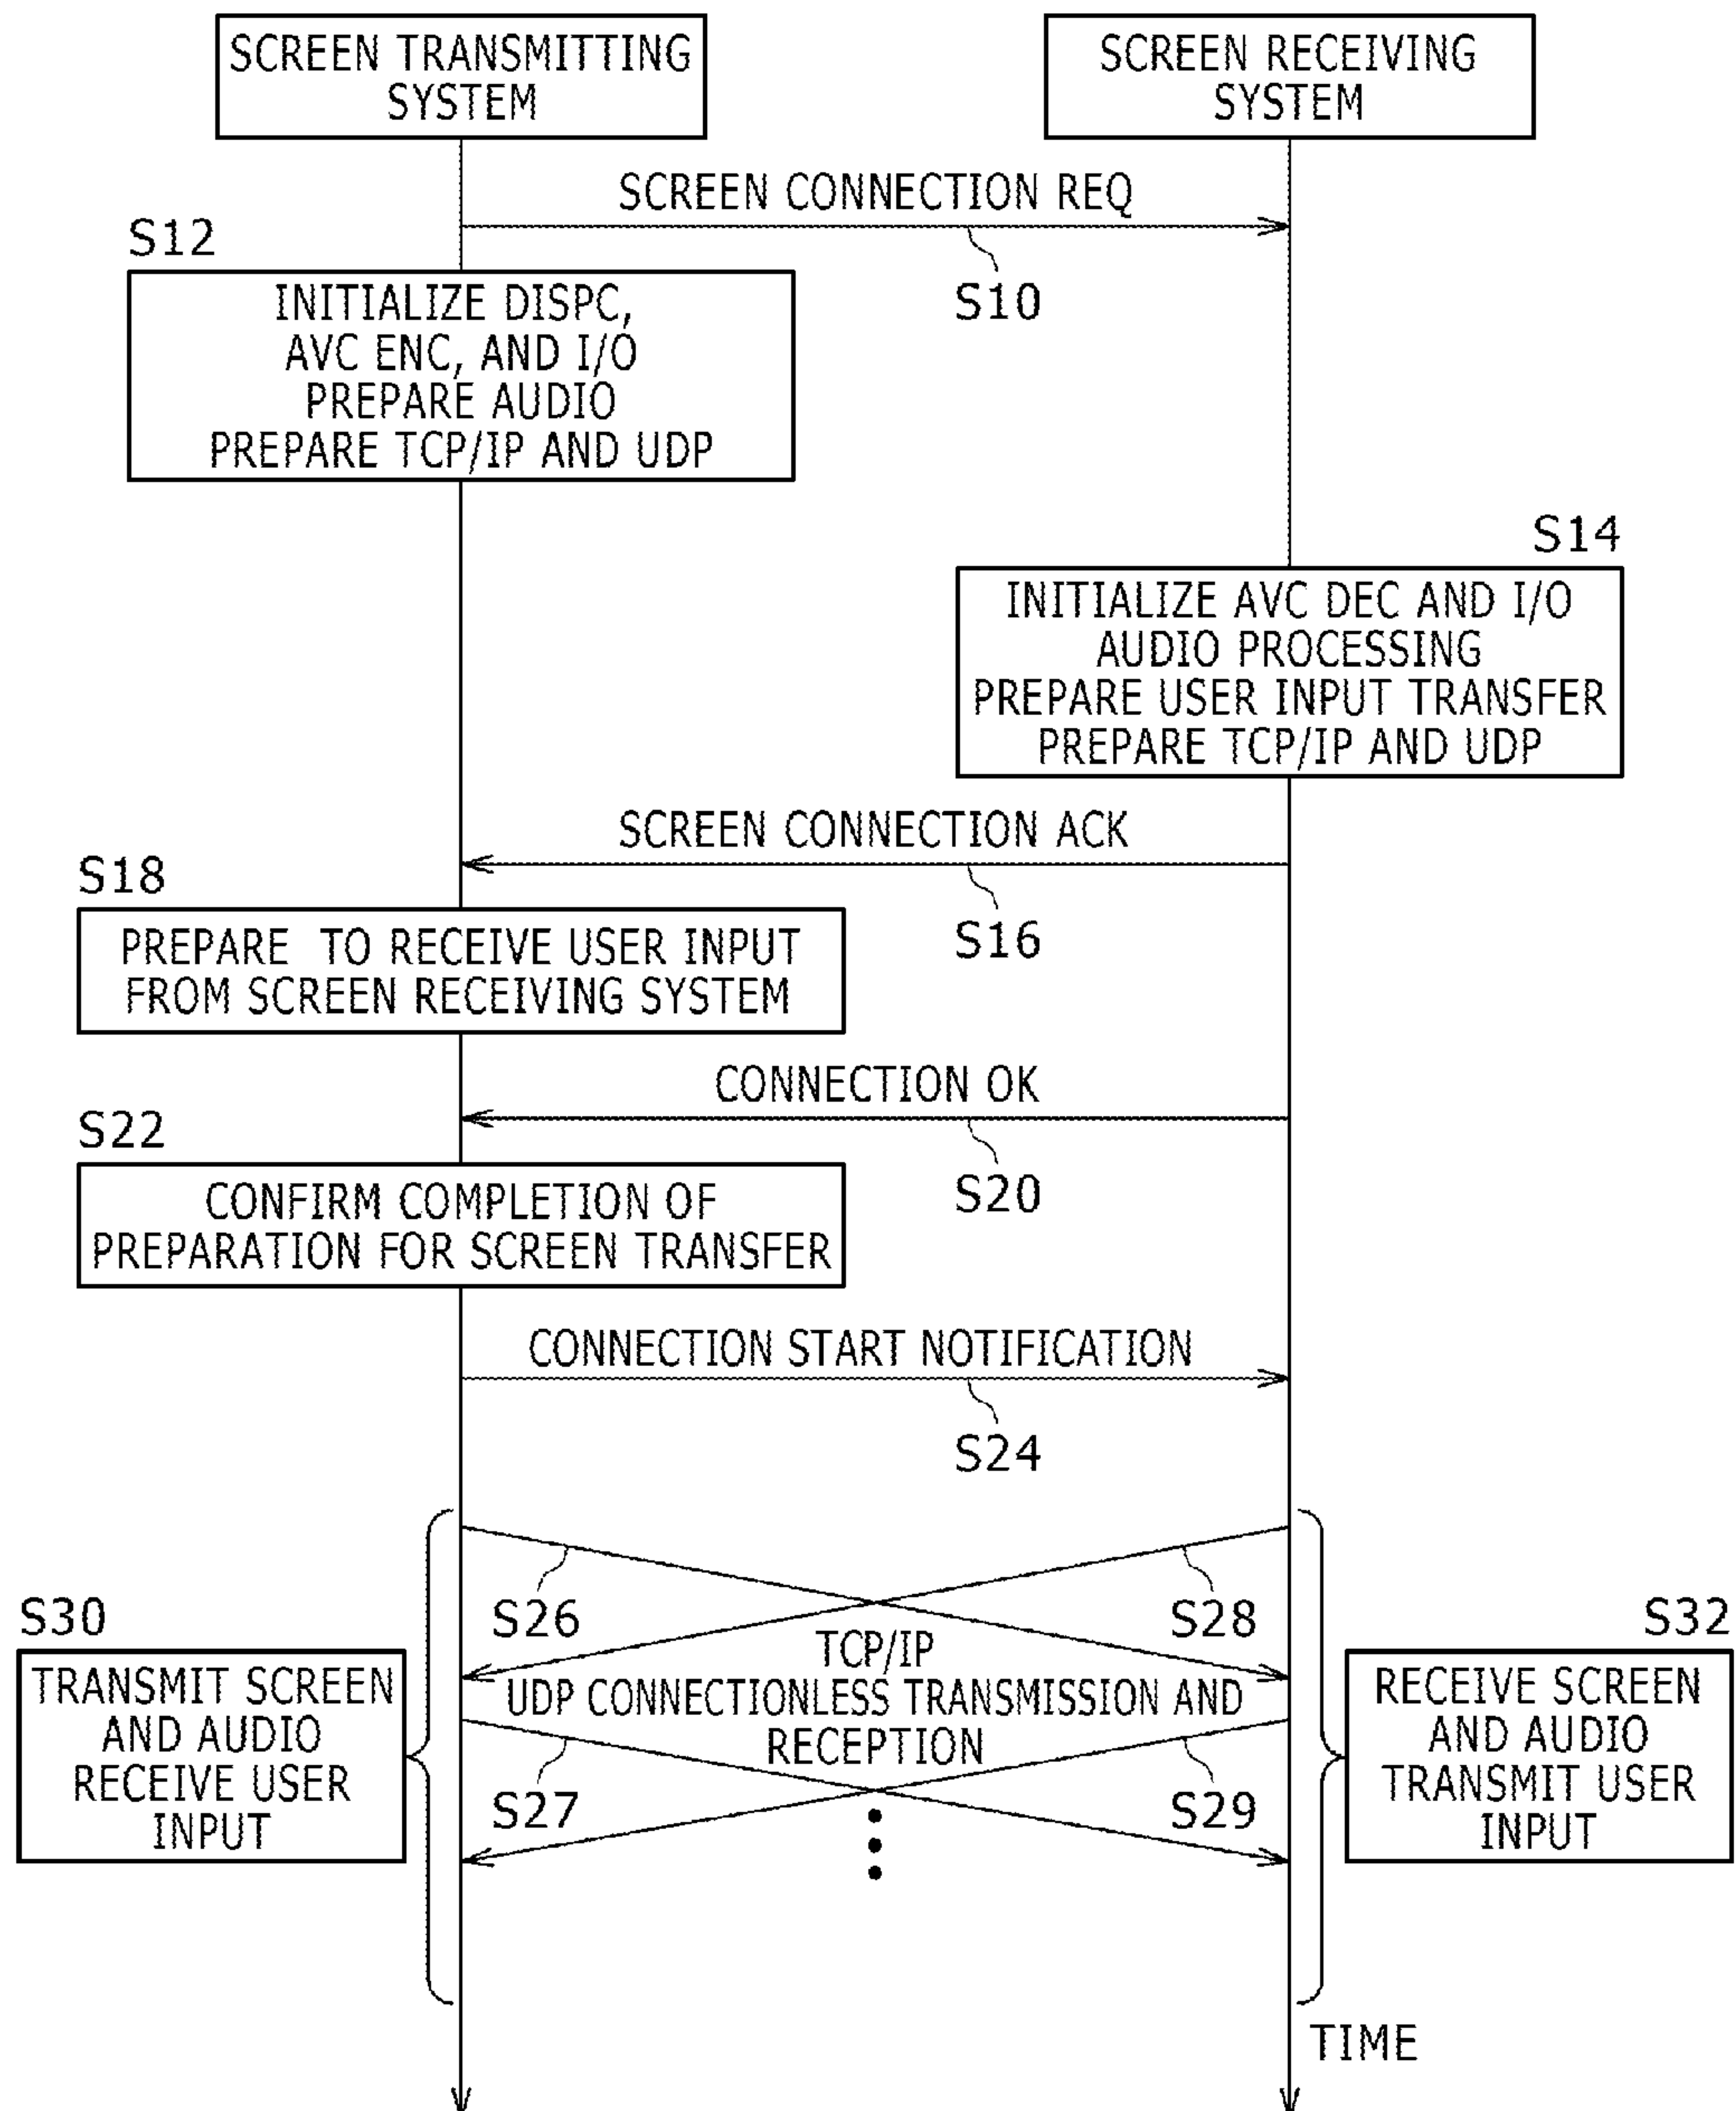 SCREEN TRANSMITTING
SYSTEM
SCREEN RECEIVING
SYSTEM
SCREEN CONNECTION REQ
S10
S12
INITIALIZE DISPC,
AVC ENC, AND I/O
PREPARE AUDIO
PREPARE TCP/IP AND UDP
S14
INITIALIZE AVC DEC AND I/O
AUDIO PROCESSING
PREPARE USER INPUT TRANSFER
PREPARE TCP/IP AND UDP
SCREEN CONNECTION ACK
S16
S18
PREPARE TO RECEIVE USER INPUT
FROM SCREEN RECEIVING SYSTEM
CONNECTION OK
S20
S22
CONFIRM COMPLETION OF
PREPARATION FOR SCREEN TRANSFER
CONNECTION START NOTIFICATION
S24
S26
S28
S30
TRANSMIT SCREEN
AND AUDIO
RECEIVE USER
INPUT
TCP/IP
UDP CONNECTIONLESS TRANSMISSION AND
RECEPTION
S27
S29
S32
RECEIVE SCREEN
AND AUDIO
TRANSMIT USER
INPUT
TIME